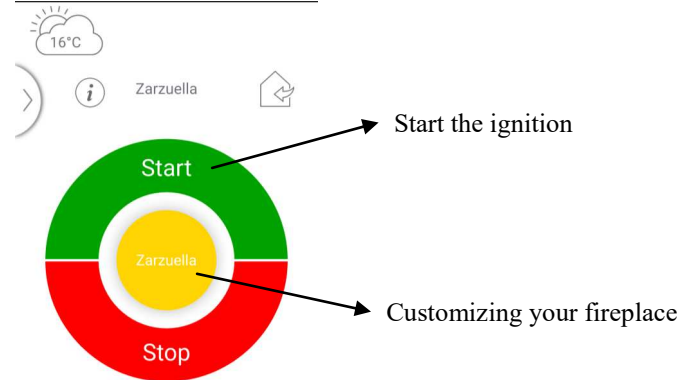 16°C
i
Zarzuella
Start the ignition
Start
Zarzuella
Customizing your fireplace
Stop